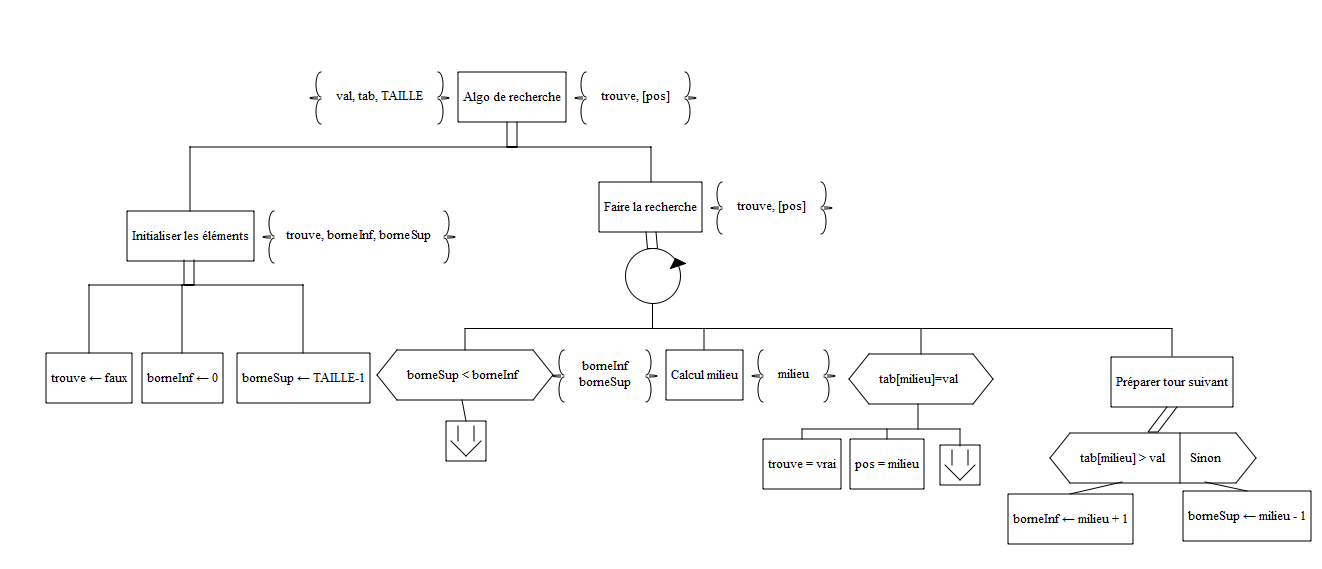 val, tab, TAILLE
Algo de recherche
trouve, [pos]
Faire la recherche
trouve, [pos]
Initialiser les éléments
trouve, borneInf, borneSup
trouve ← faux
borneInf ← 0
borneSup ← TAILLE-1
borneSup < borneInf
borneInf
borneSup
Calcul milieu
milieu
tab[milieu]=val
Préparer tour suivant
trouve = vrai
pos = milieu
tab[milieu] > val
Sinon
borneInf ← milieu + 1
borneSup ← milieu - 1